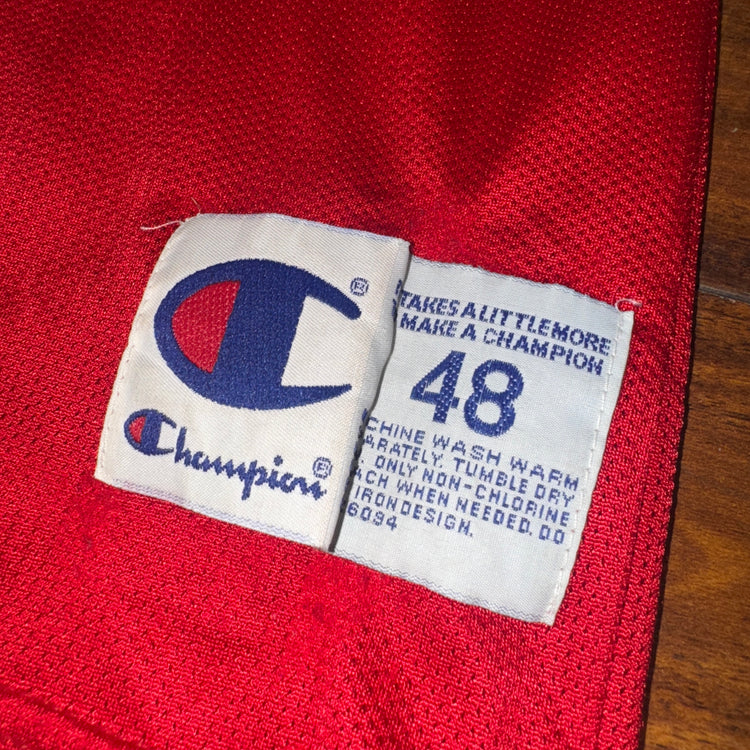 ®
Champion®
TAKES A LITTLE MORE
MAKE A CHAMPION
48
CHINE WASH WARM
ARATELY. TUMBLE DRY
ONLY NON-CHLORINE
ACH WHEN NEEDED. DO
IRON DESIGN.
6094